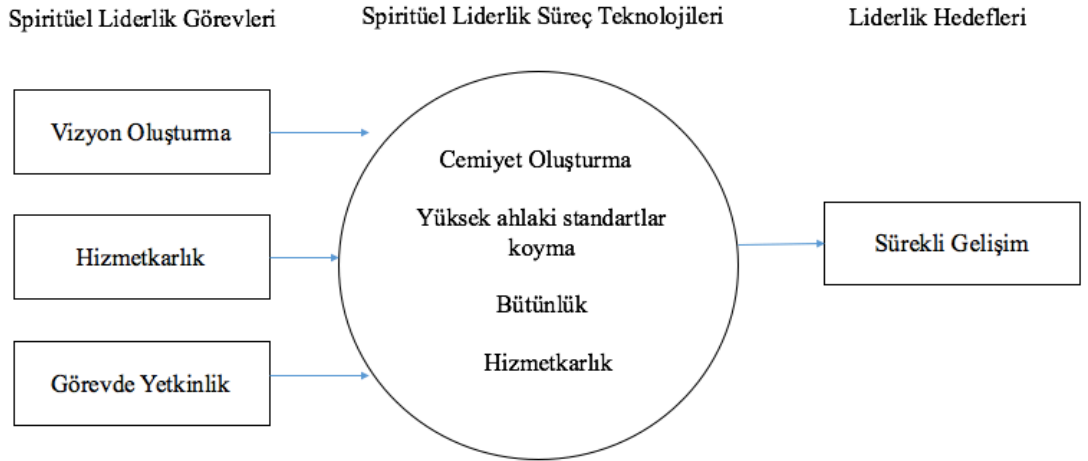 Spiritüel Liderlik Görevleri
Spiritüel Liderlik Süreç Teknolojileri
Liderlik Hedefleri
Vizyon Oluşturma
Hizmetkarlık
Görevde Yetkinlik
Cemiyet Oluşturma
Yüksek ahlaki standartlar
koyma
Bütünlük
Hizmetkarlık
Sürekli Gelişim